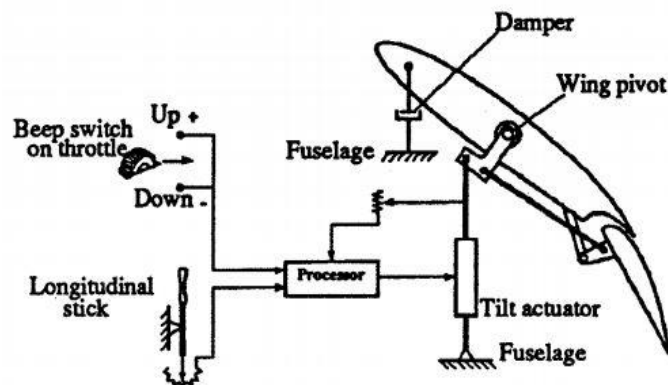 Damper
Wing pivot
Up +
Beep switch
on throttle
Fuselage
Down -
Processor
Longitudinal
stick
Tilt actuator
Fuselage